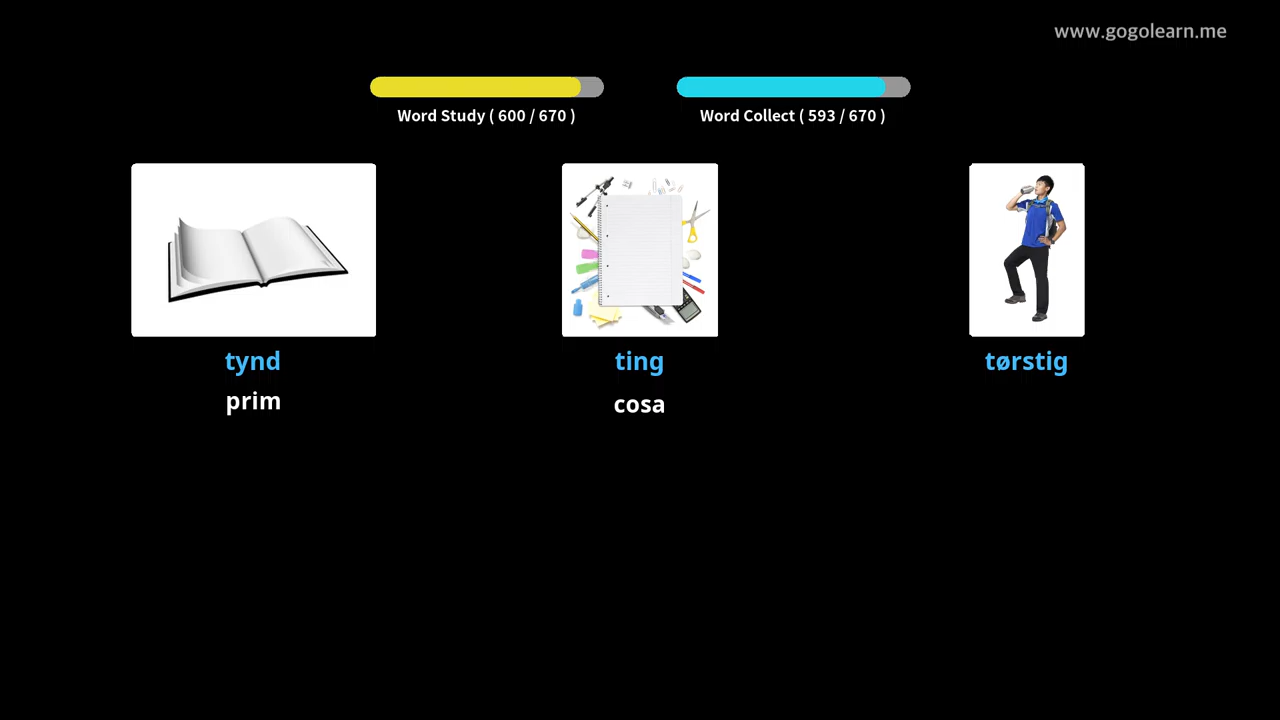 www.gogolearn.me
Word Study ( 600 / 670 )
Word Collect ( 593 / 670 )
tynd
prim
ting
cosa
tørstig